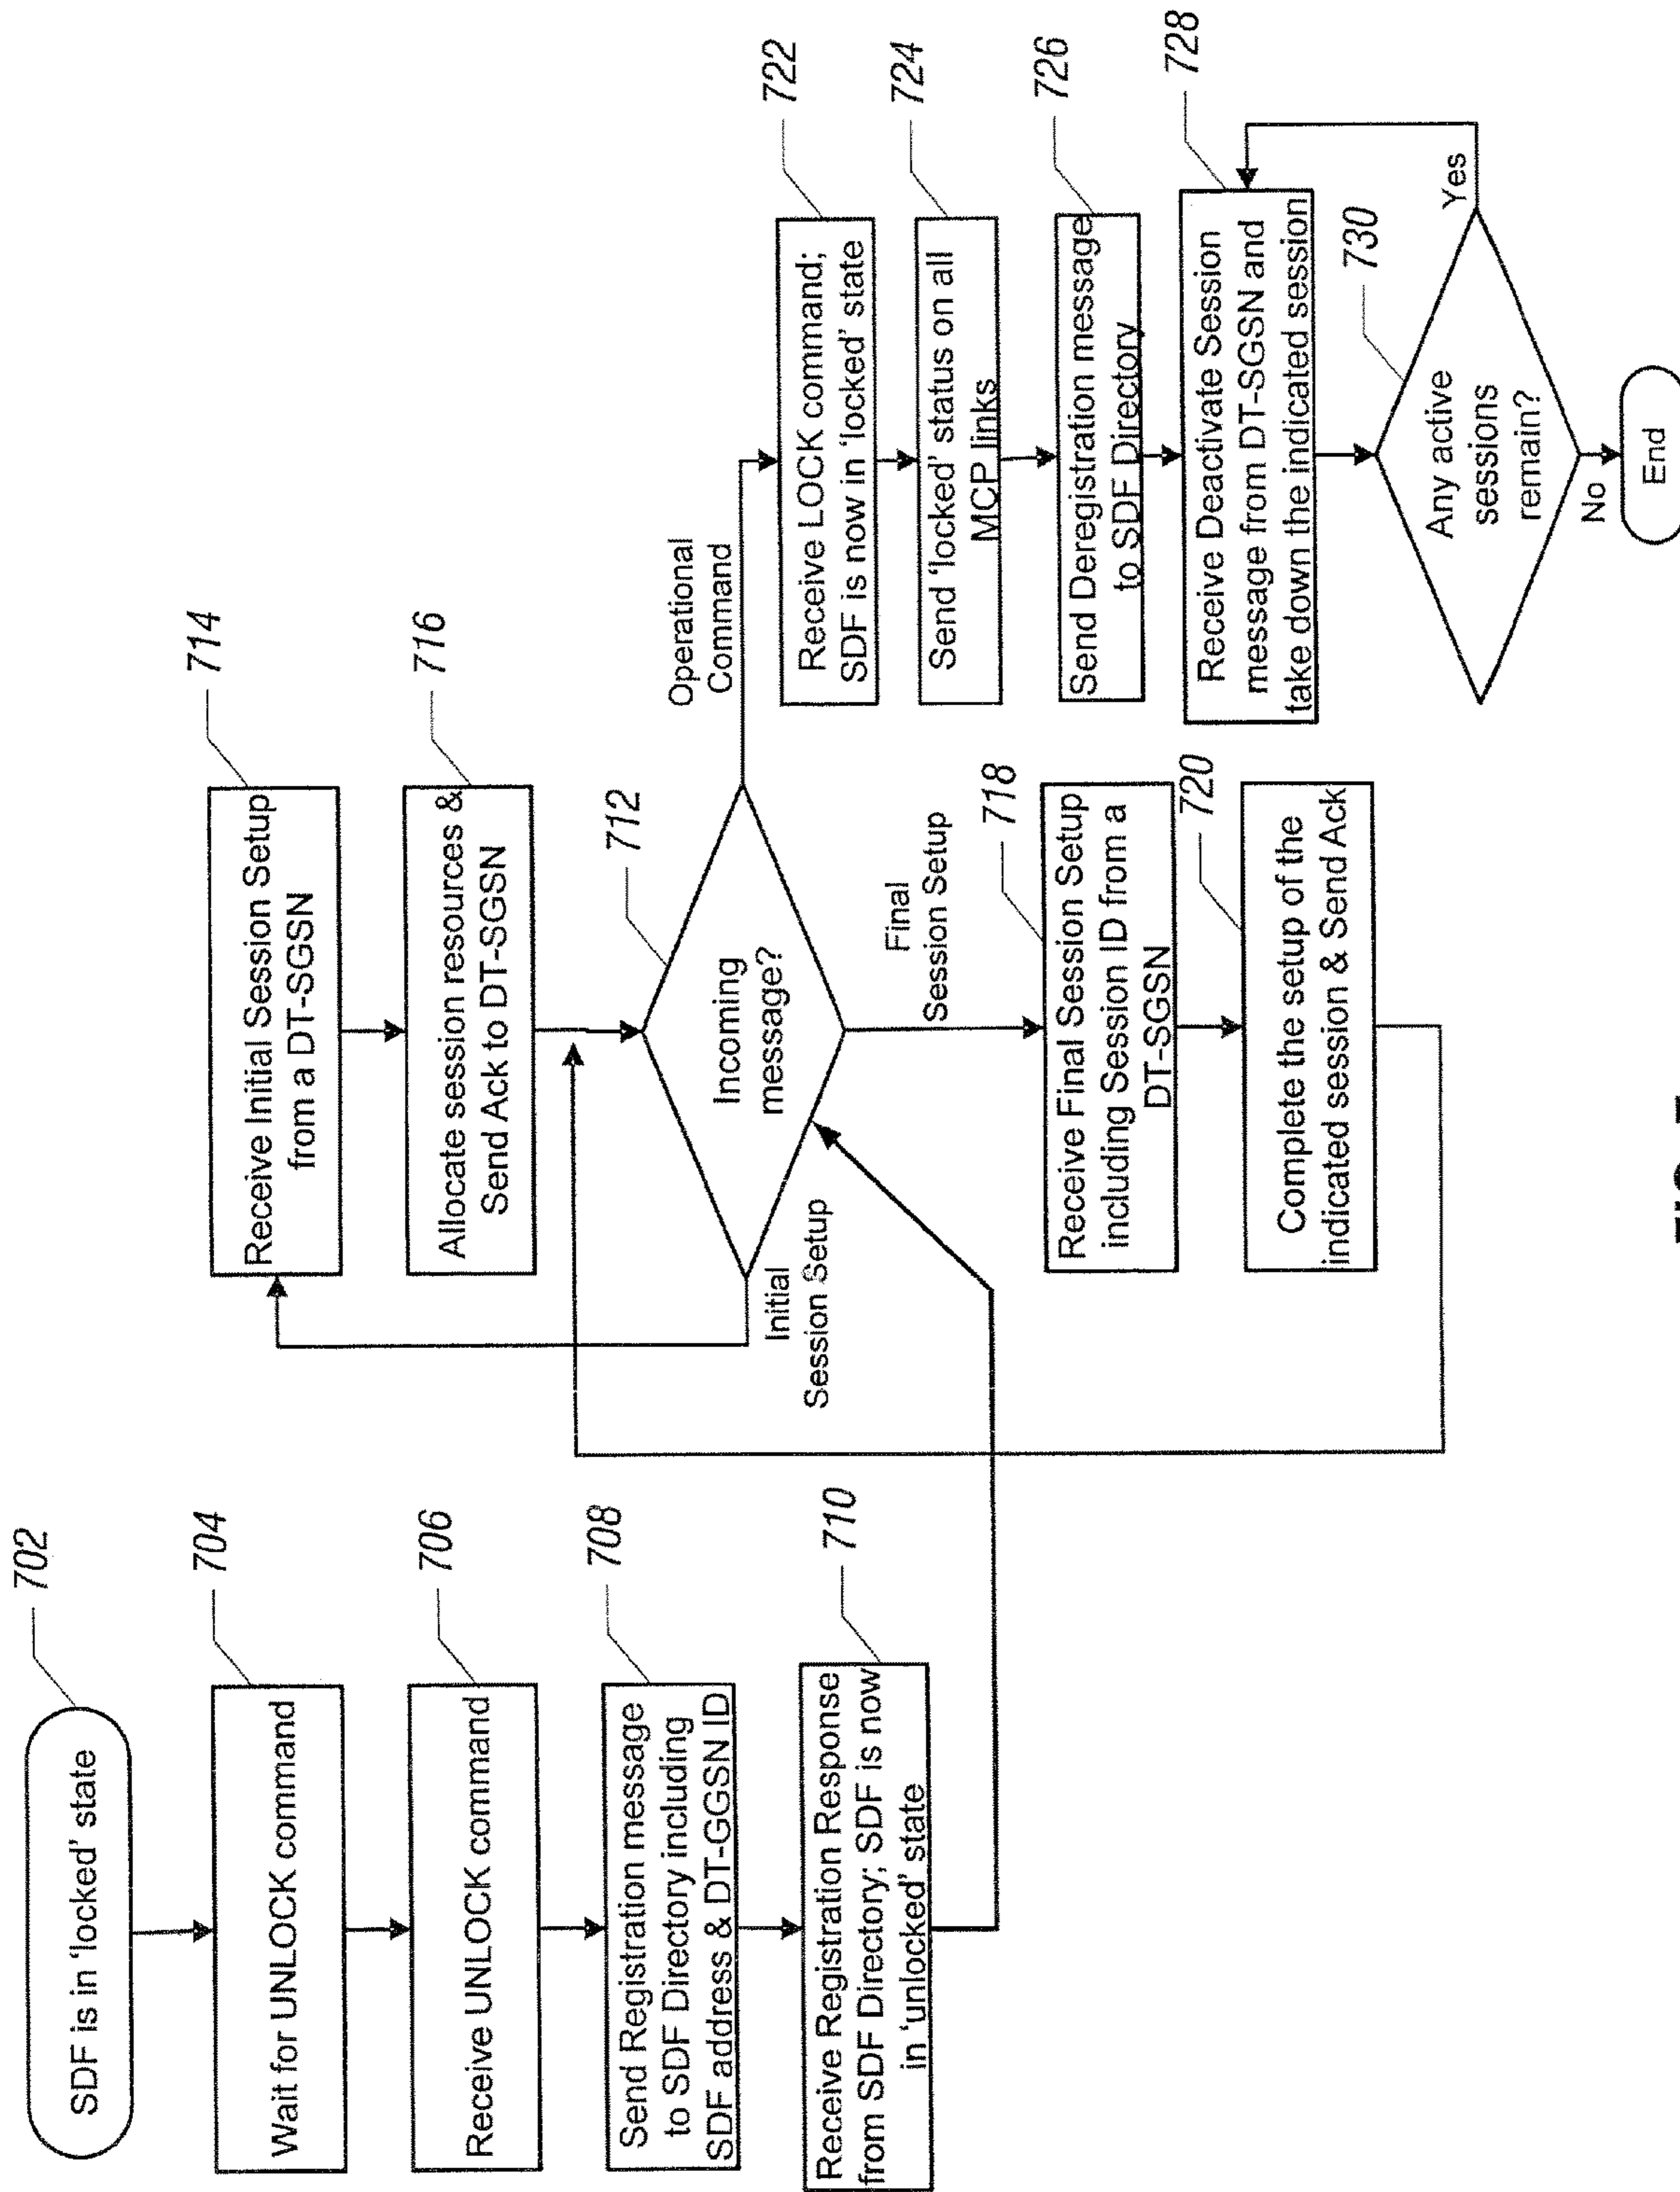 702
SDF is in 'locked' state
704
Wait for UNLOCK command
706
Receive UNLOCK command
708
Send Registration message
to SDF Directory including
SDF address & DT-GGSN ID
710
Receive Registration Response
from SDF Directory; SDF is now
in 'unlocked' state
714
Receive Initial Session Setup
from a DT-SGSN
716
Allocate session resources &
Send Ack to DT-SGSN
712
Incoming
message?
Initial
Session Setup
Operational
Command
Final
Session Setup
718
Receive Final Session Setup
including Session ID from a
DT-SGSN
720
Complete the setup of the
indicated session & Send Ack
722
Receive LOCK command;
SDF is now in 'locked' state
724
Send 'locked' status on all
MCP links
726
Send Deregistration message
to SDF Directory
728
Receive Deactivate Session
message from DT-SGSN and
take down the indicated session
730
Any active
sessions
remain?
Yes
No
End